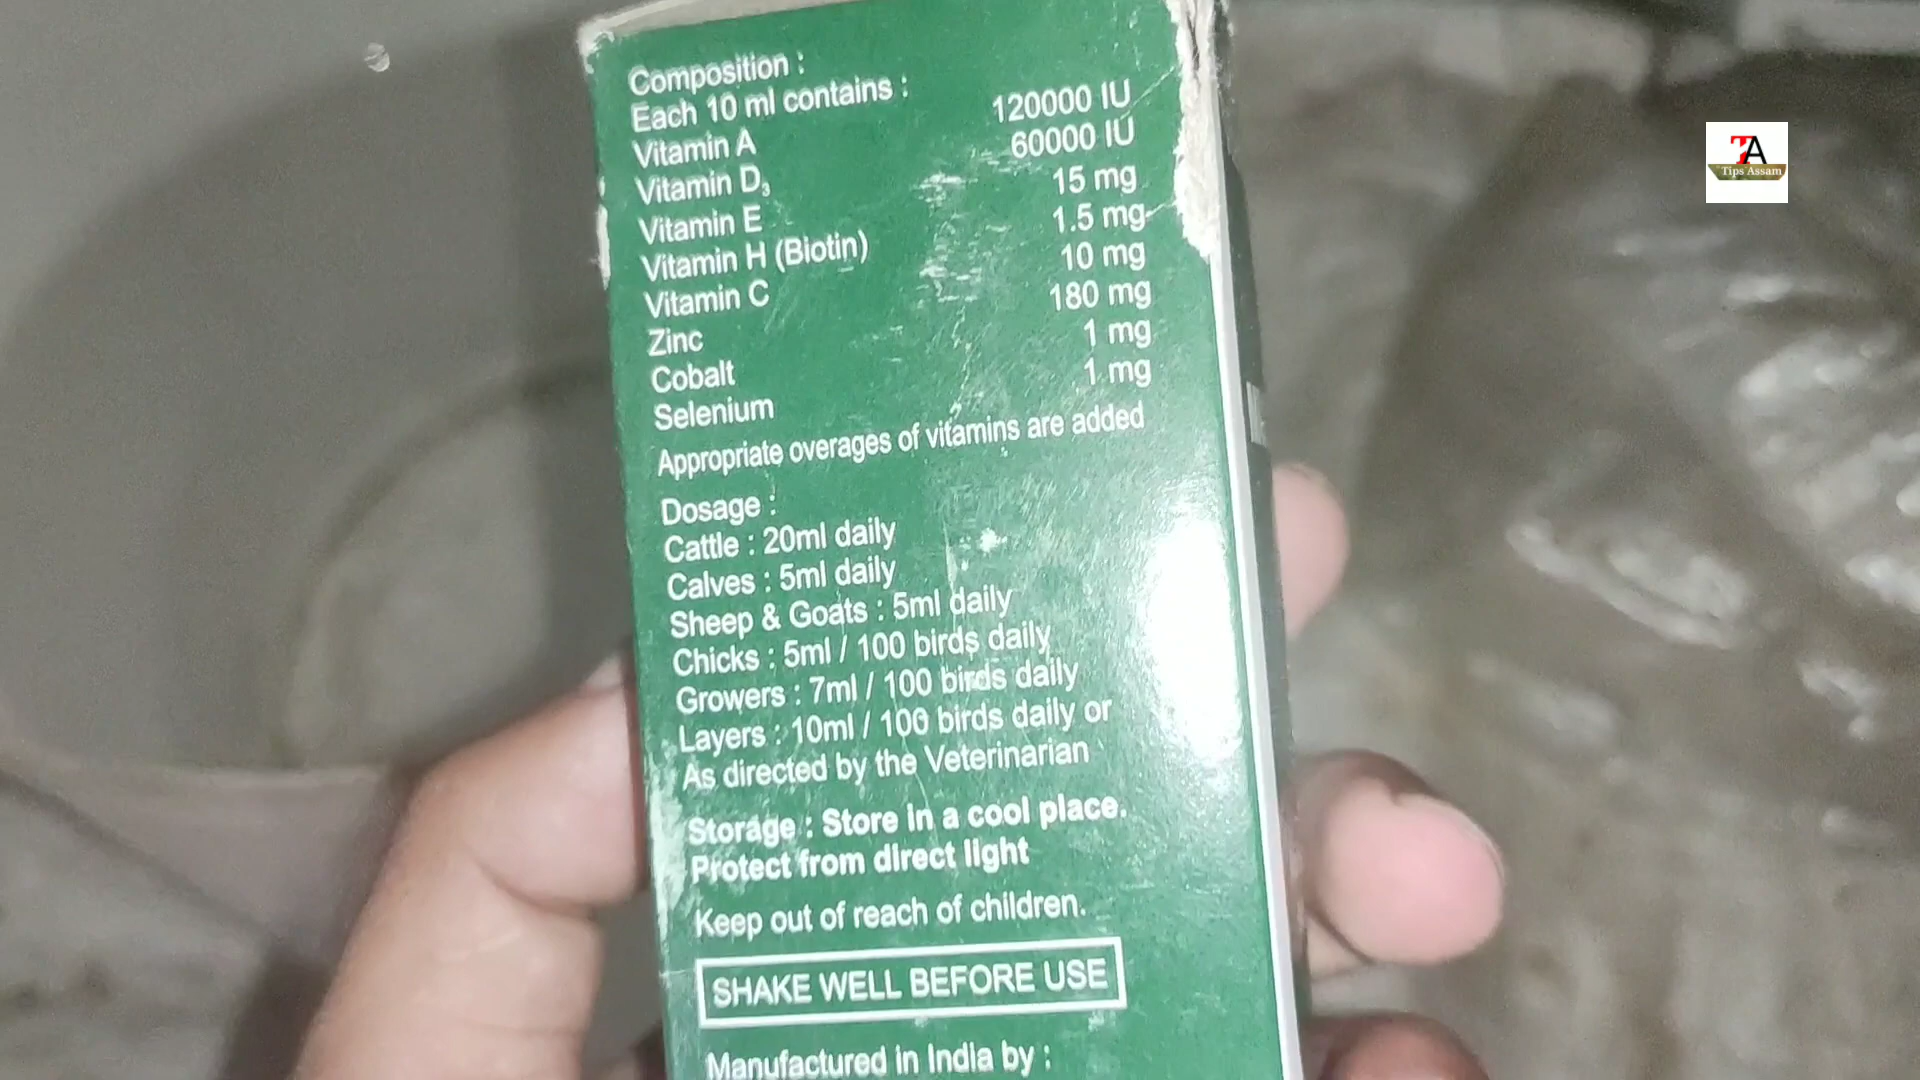 Composition :
Each 10 ml contains :
Vitamin A 120000 IU
Vitamin D₃ 60000 IU
Vitamin E 15 mg
Vitamin H (Biotin) 1.5 mg
Vitamin C 10 mg
Zinc 180 mg
Cobalt 1 mg
Selenium 1 mg
Appropriate overages of vitamins are added
Dosage :
Cattle : 20ml daily
Calves : 5ml daily
Sheep & Goats : 5ml daily
Chicks : 5ml / 100 birds daily
Growers : 7ml / 100 birds daily
Layers : 10ml / 100 birds daily or
As directed by the Veterinarian
Storage : Store in a cool place.
Protect from direct light
Keep out of reach of children.
SHAKE WELL BEFORE USE
Manufactured in India by :
TA
Tips Assam